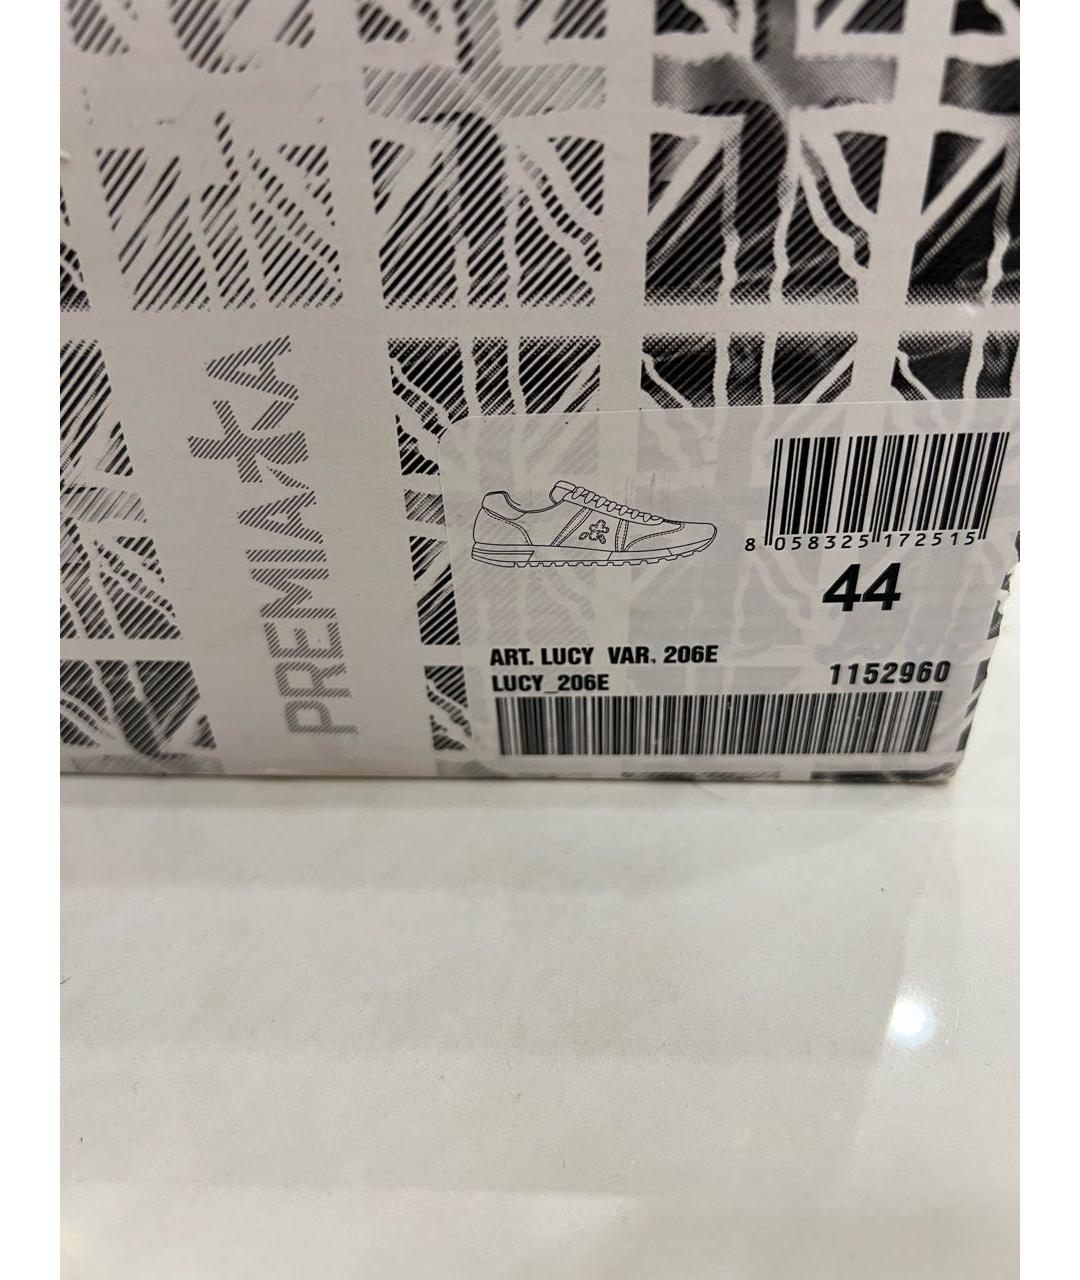 PREMIATA
8 058325 172515
44
ART. LUCY VAR. 206E
LUCY_206E
1152960